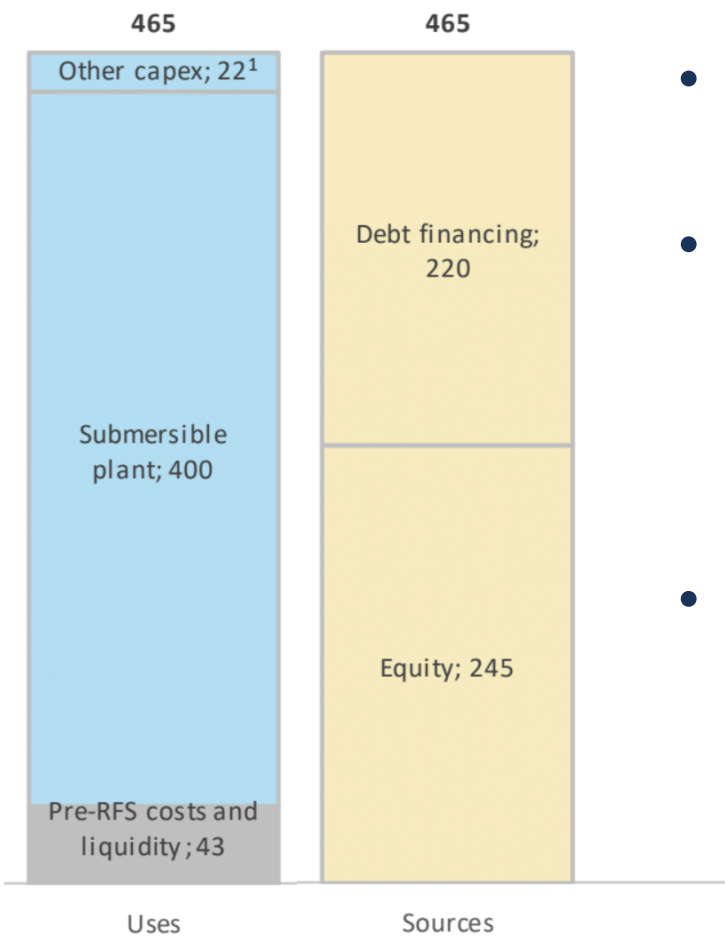 465
465
Other capex; 22¹
Debt financing;
220
Submersible
plant; 400
Equity; 245
Pre-RFS costs and
liquidity; 43
Uses
Sources